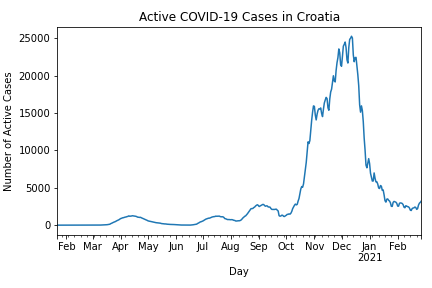 Active COVID-19 Cases in Croatia
Number of Active Cases
25000
20000
15000
10000
5000
0
Feb Mar Apr May Jun Jul Aug Sep Oct Nov Dec Jan Feb
2021
Day